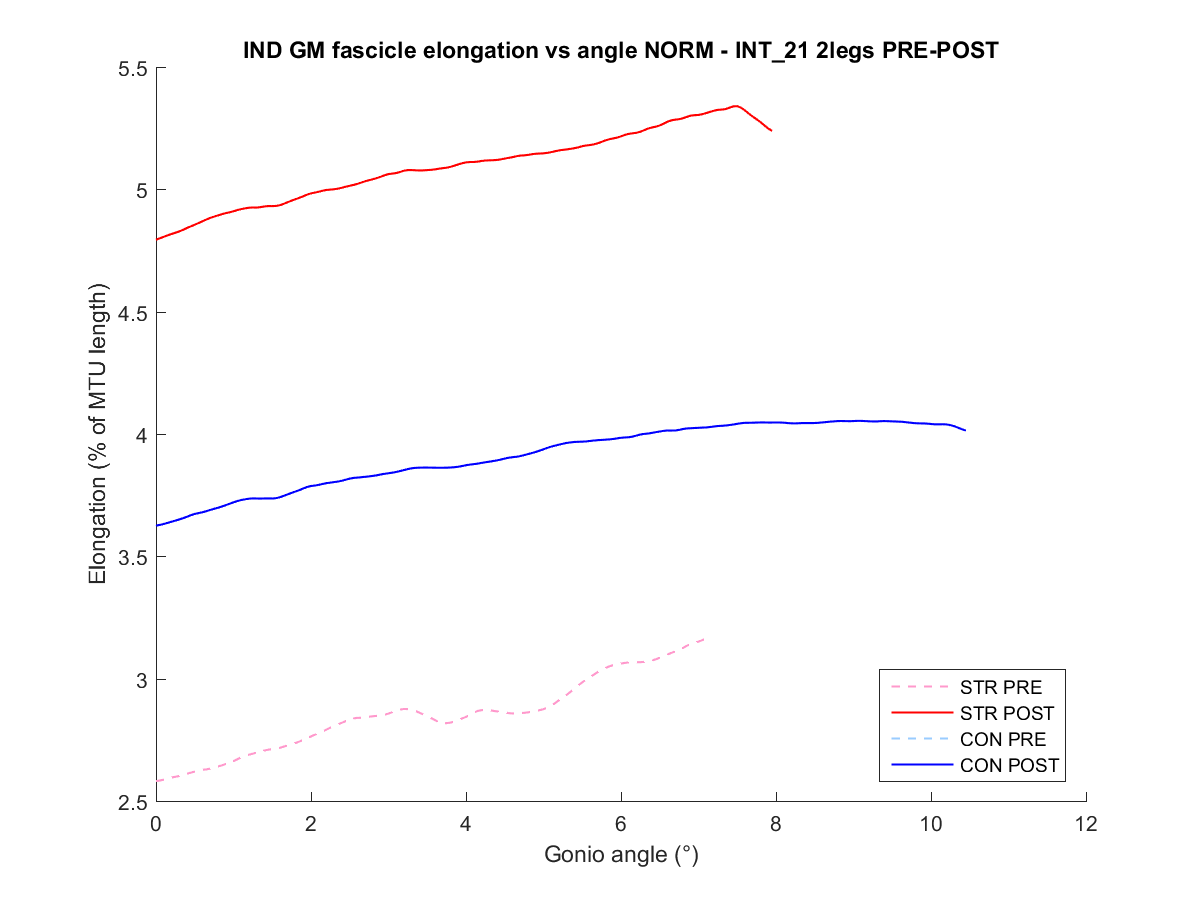 IND GM fascicle elongation vs angle NORM - INT_21 2legs PRE-POST
5.5
5
4.5
4
3.5
3
2.5
Elongation (% of MTU length)
0 2 4 6 8 10 12
Gonio angle (°)
STR PRE
STR POST
CON PRE
CON POST